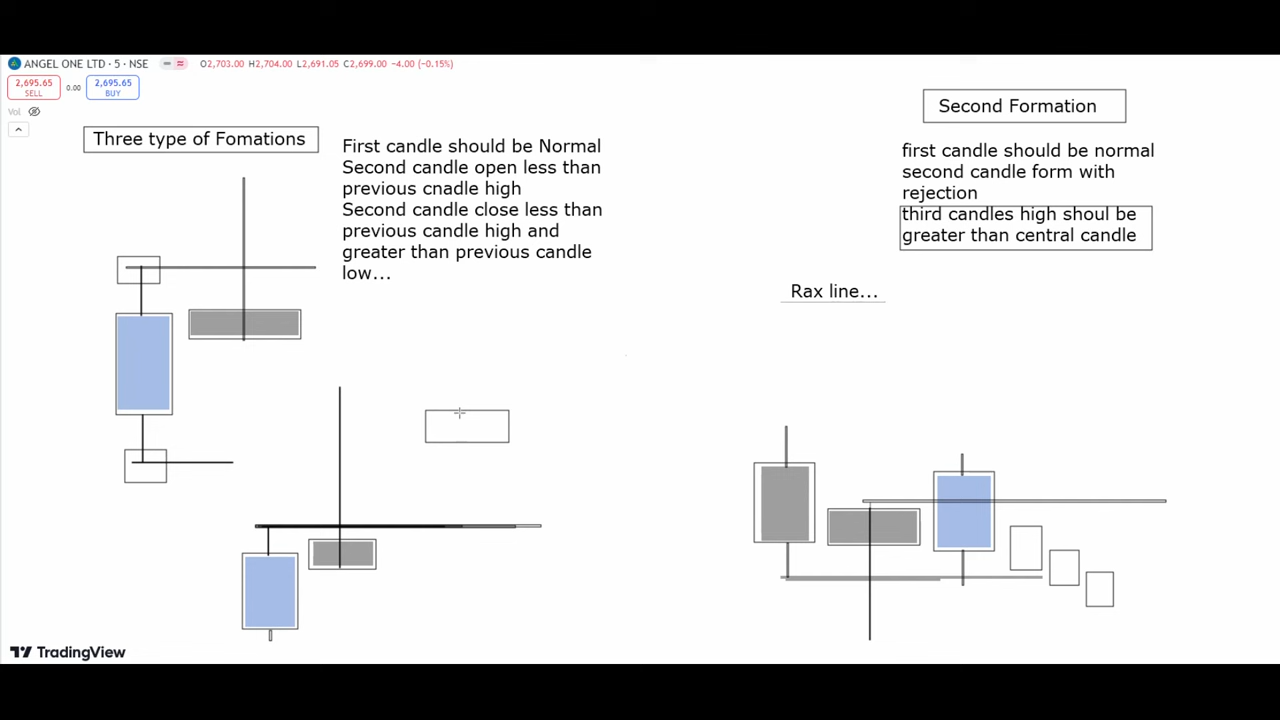 ANGEL ONE LTD · 5 · NSE
O2,703.00 H2,704.00 L2,691.05 C2,699.00 −4.00 (−0.15%)
2,695.65
SELL
0.00
2,695.65
BUY
Vol
Three type of Fomations
First candle should be Normal
Second candle open less than
previous cnadle high
Second candle close less than
previous candle high and
greater than previous candle
low...
Second Formation
first candle should be normal
second candle form with
rejection
third candles high shoul be
greater than central candle
Rax line...
TradingView